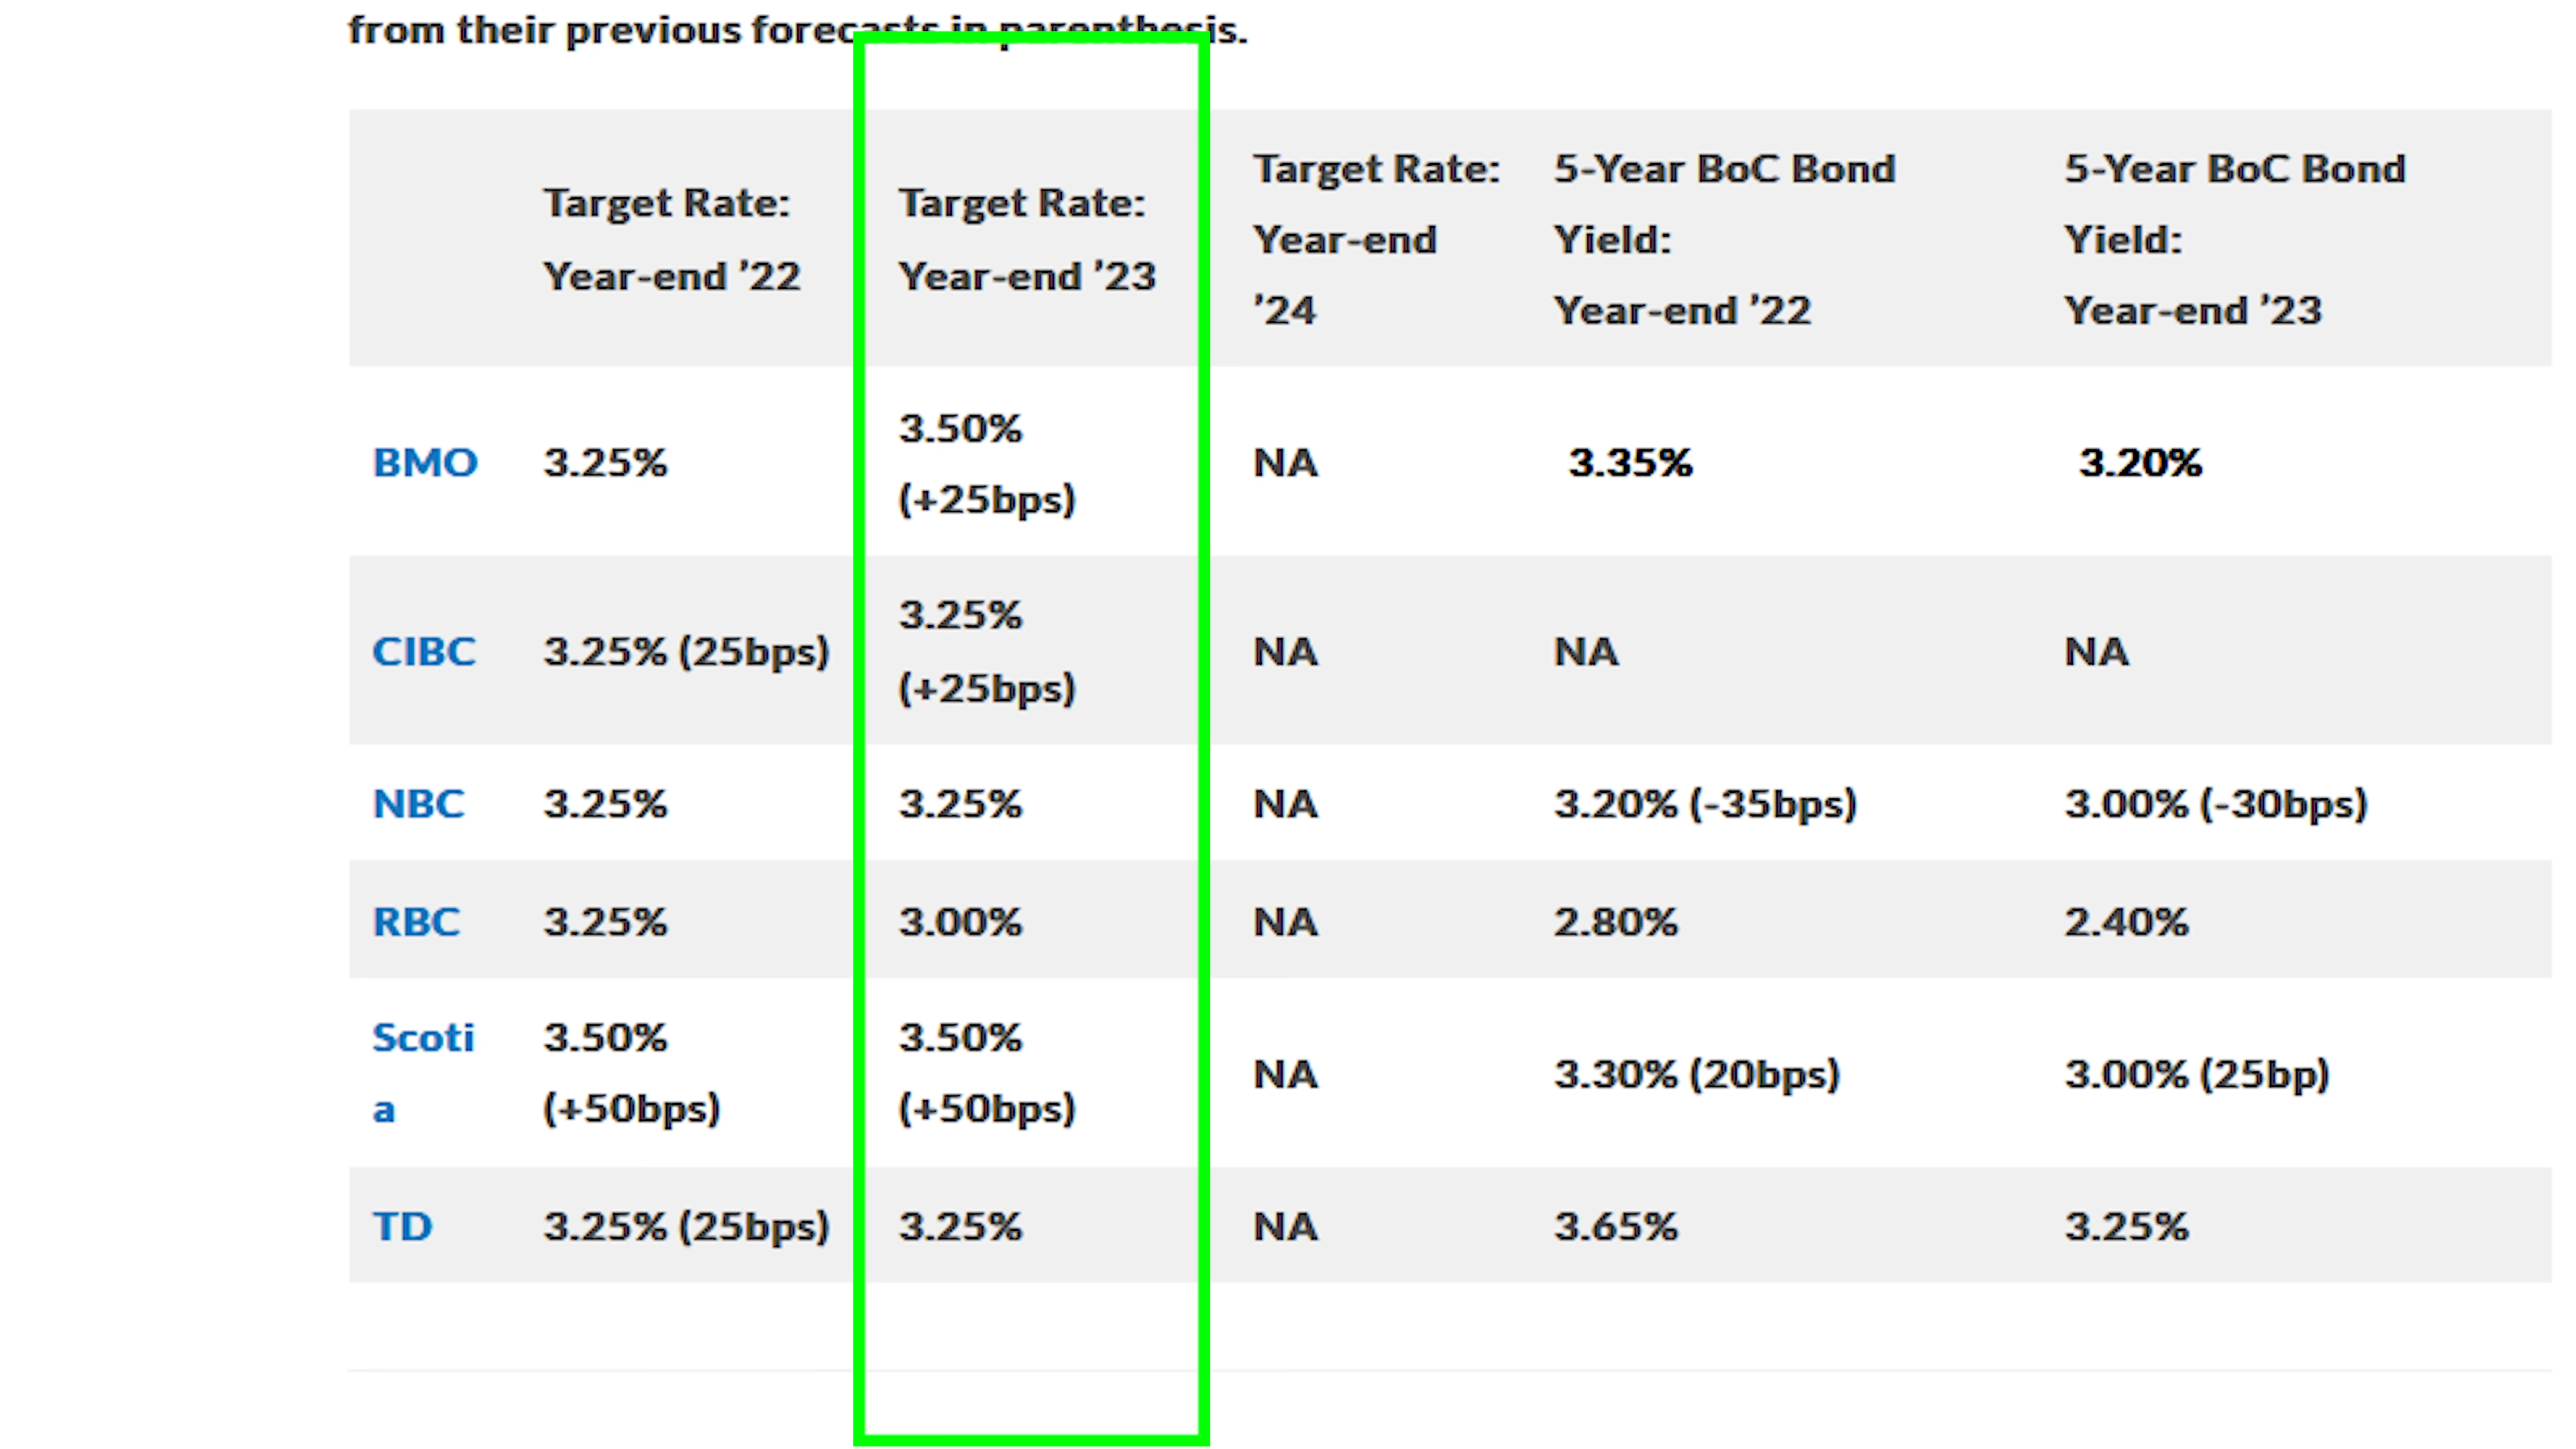 from their previous forecasts in parenthesis.
Target Rate:
Year-end ’22
Target Rate:
Year-end ’23
Target Rate:
Year-end
’24
5-Year BoC Bond
Yield:
Year-end ’22
5-Year BoC Bond
Yield:
Year-end ’23
BMO
3.25%
3.50%
(+25bps)
NA
3.35%
3.20%
CIBC
3.25% (25bps)
3.25%
(+25bps)
NA
NA
NA
NBC
3.25%
3.25%
NA
3.20% (-35bps)
3.00% (-30bps)
RBC
3.25%
3.00%
NA
2.80%
2.40%
Scoti
a
3.50%
(+50bps)
3.50%
(+50bps)
NA
3.30% (20bps)
3.00% (25bp)
TD
3.25% (25bps)
3.25%
NA
3.65%
3.25%